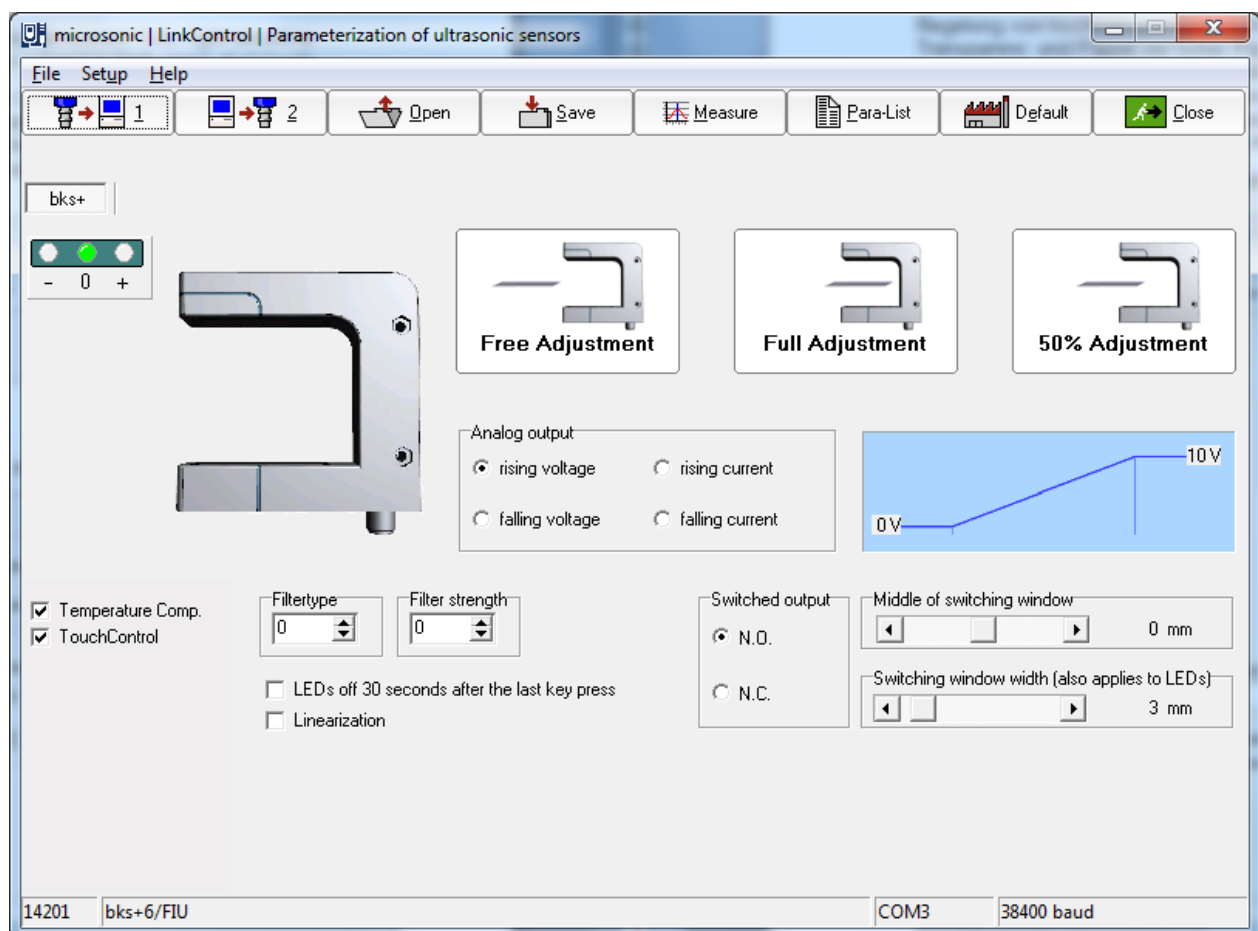 microsonic | LinkControl | Parameterization of ultrasonic sensors
File Setup Help
1 2 Open Save Measure Para-List Default Close
bks+
- 0 +
Free Adjustment Full Adjustment 50% Adjustment
Analog output
rising voltage rising current
falling voltage falling current
10 V
0 V
Temperature Comp.
TouchControl
Filtertype
0
Filter strength
0
LEDs off 30 seconds after the last key press
Linearization
Switched output
N.O.
N.C.
Middle of switching window
0 mm
Switching window width (also applies to LEDs)
3 mm
14201 bks+6/FIU COM3 38400 baud